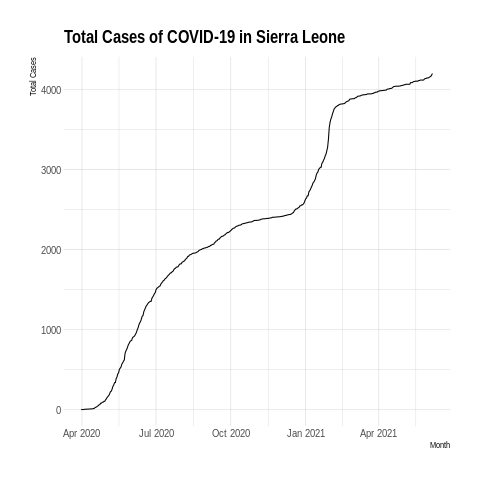 Total Cases of COVID-19 in Sierra Leone
Total Cases
4000
3000
2000
1000
0
Apr 2020 Jul 2020 Oct 2020 Jan 2021 Apr 2021
Month